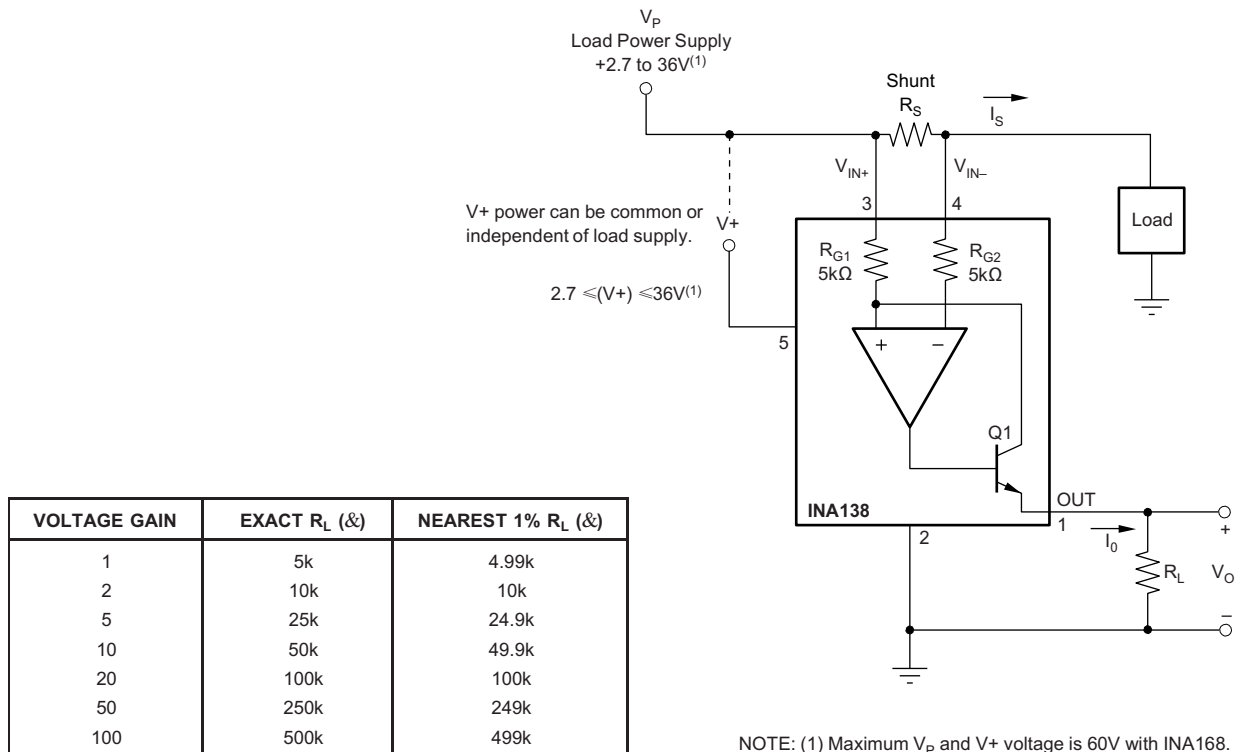 V_P
Load Power Supply
+2.7 to 36V(1)
Shunt
R_S
I_S
V_IN+
V_IN–
3
4
Load
V+ power can be common or
independent of load supply.
V+
R_G1
5kΩ
R_G2
5kΩ
2.7 ≤(V+) ≤36V(1)
5
+
–
Q1
INA138
OUT
1
2
I_0
+
R_L
V_O
–
VOLTAGE GAIN EXACT R_L (&) NEAREST 1% R_L (&)
1 5k 4.99k
2 10k 10k
5 25k 24.9k
10 50k 49.9k
20 100k 100k
50 250k 249k
100 500k 499k
NOTE: (1) Maximum V_P and V+ voltage is 60V with INA168.